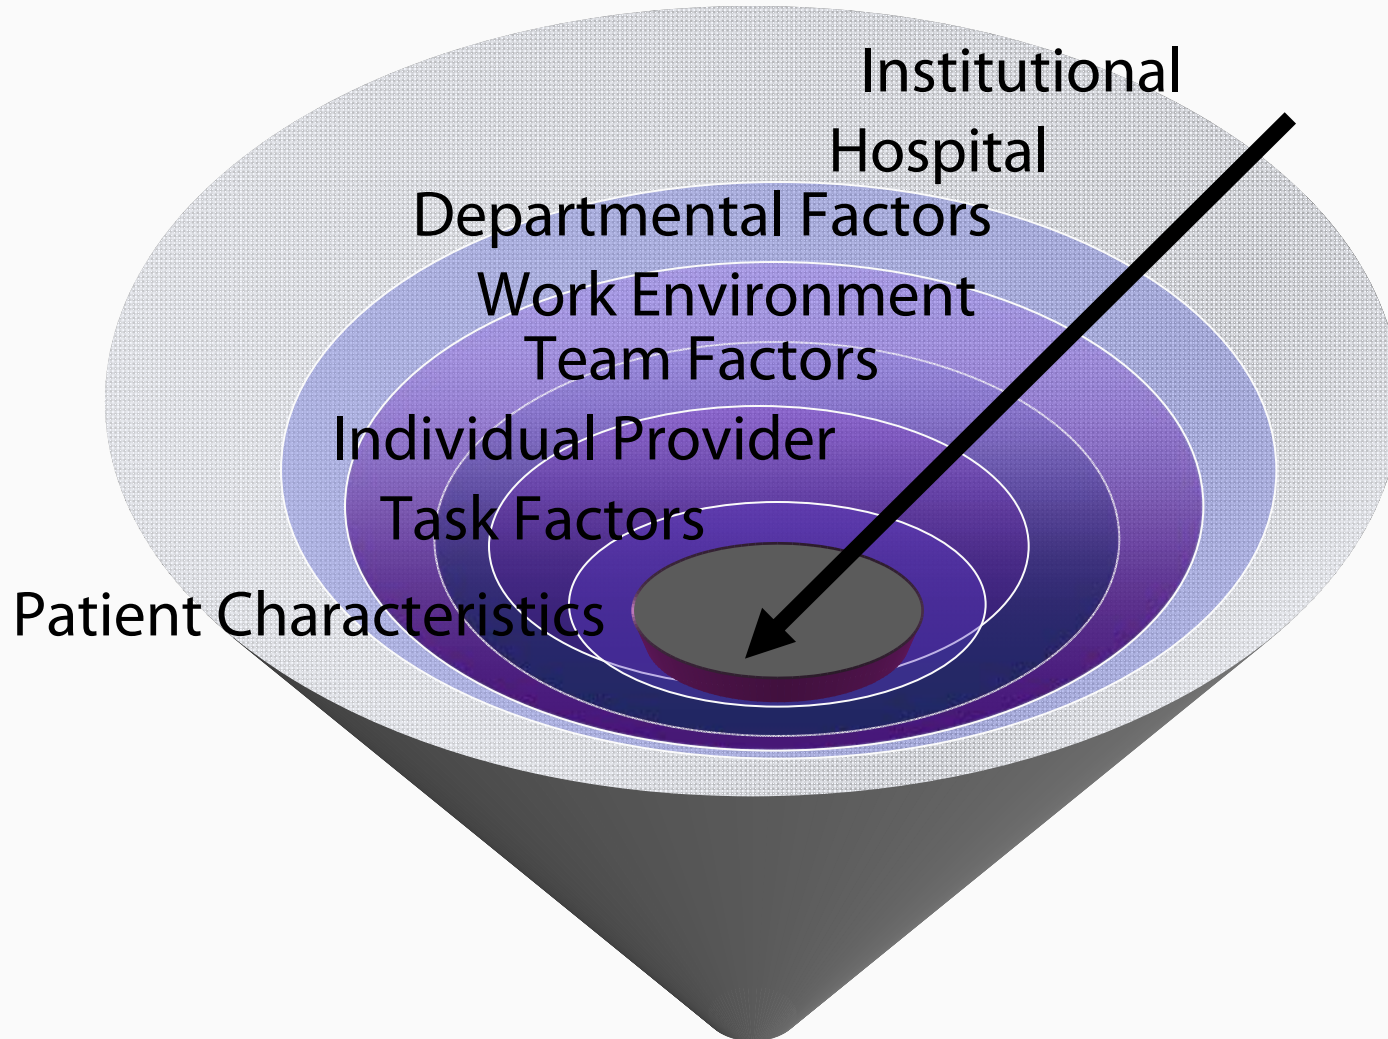 Institutional
Hospital
Departmental Factors
Work Environment
Team Factors
Individual Provider
Task Factors
Patient Characteristics